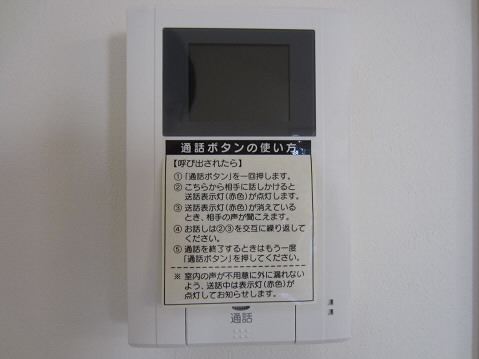 通話ボタンの使い方
【呼び出されたら】
① 「通話ボタン」を一回押します。
② こちらから相手に話しかけると
送話表示灯(赤色)が点灯します。
③ 送話表示灯(赤色)が消えている
とき、相手の声が聞こえます。
④ お話しは②③を交互に繰り返して
ください。
⑤ 通話を終了するときはもう一度
「通話ボタン」を押してください。
※ 室内の声が不用意に外に漏れない
よう、送話中は表示灯(赤色)が
点灯してお知らせします。
通話